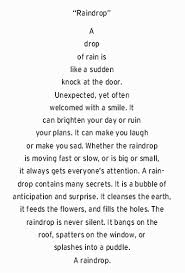 "Raindrop"
A
drop
of rain is
like a sudden
knock at the door.
Unexpected, yet often
welcomed with a smile. It
can brighten your day or ruin
your plans. It can make you laugh
or make you sad. Whether the raindrop
is moving fast or slow, or is big or small,
it always gets everyone's attention. A rain-
drop contains many secrets. It is a bubble of
anticipation and surprise. It cleanses the earth,
it feeds the flowers, and fills the holes. The
raindrop is never silent. It bangs on the
roof, spatters on the window, or
splashes into a puddle.
A raindrop.